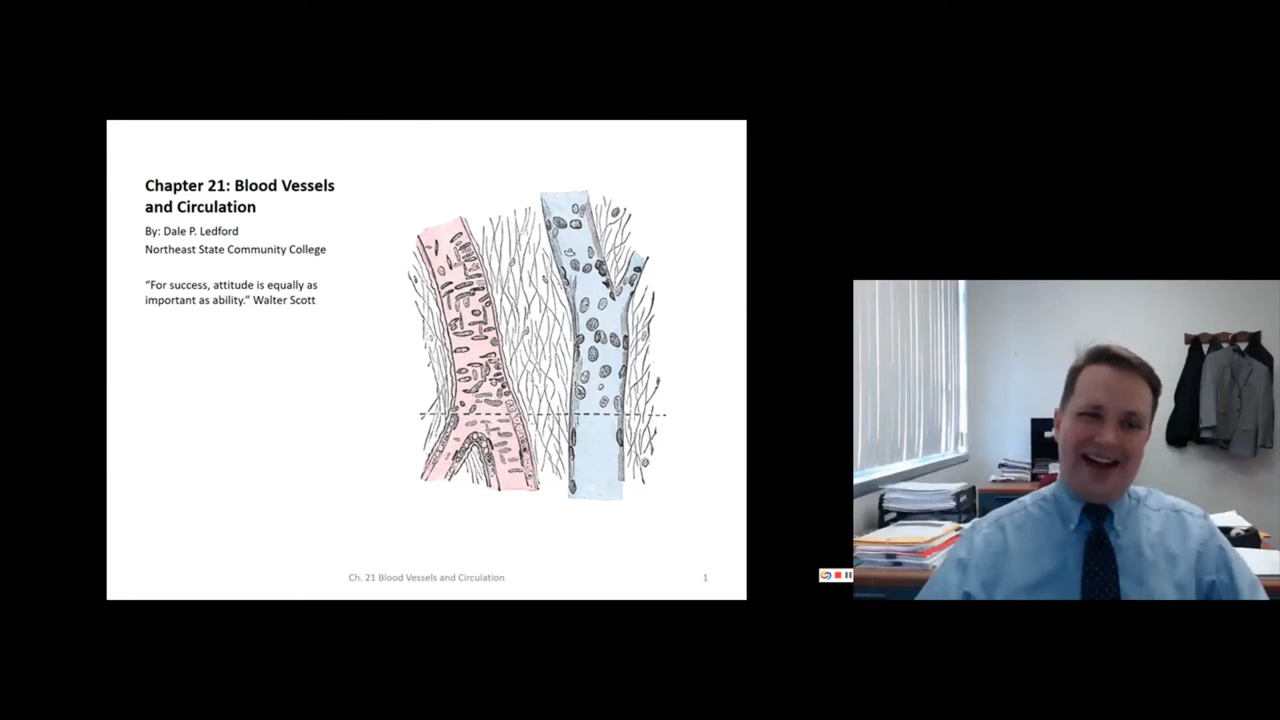 Chapter 21: Blood Vessels
and Circulation
By: Dale P. Ledford
Northeast State Community College
“For success, attitude is equally as
important as ability.” Walter Scott
Ch. 21 Blood Vessels and Circulation
1